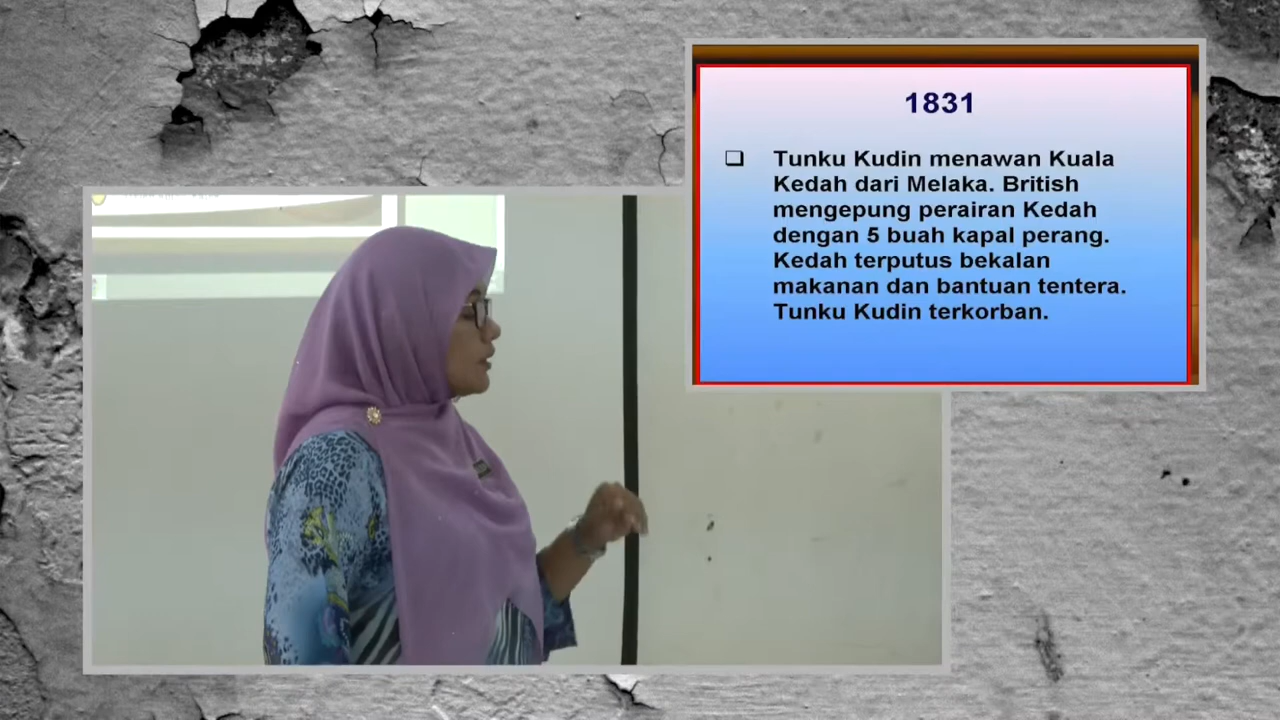 1831
Tunku Kudin menawan Kuala
Kedah dari Melaka. British
mengepung perairan Kedah
dengan 5 buah kapal perang.
Kedah terputus bekalan
makanan dan bantuan tentera.
Tunku Kudin terkorban.